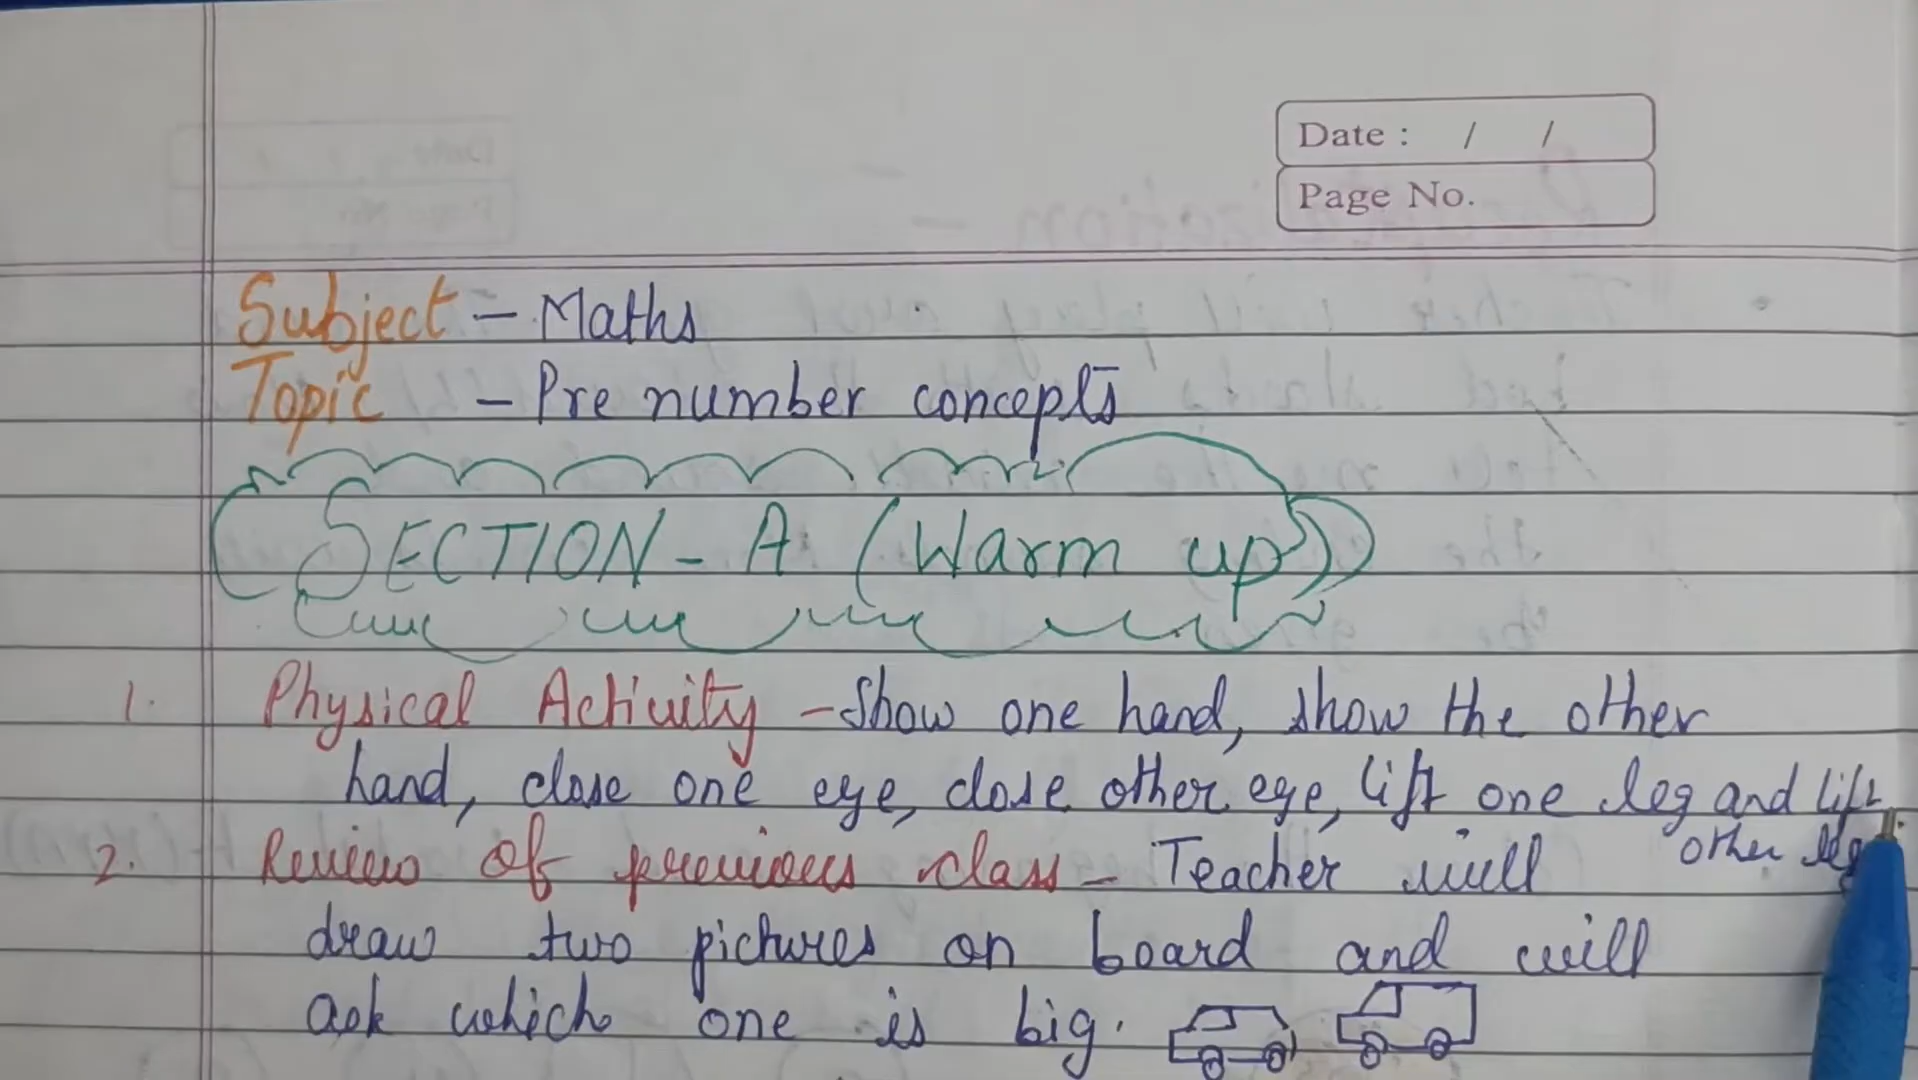 Date : / /
Page No.
Subject - Maths
Topic - Pre number concepts
SECTION - A (Warm up)
1. Physical Activity - Show one hand, show the other
hand, close one eye, close other eye, lift one leg and lift
other leg
2. Review of previous class - Teacher will
draw two pictures on board and will
ask which one is big.